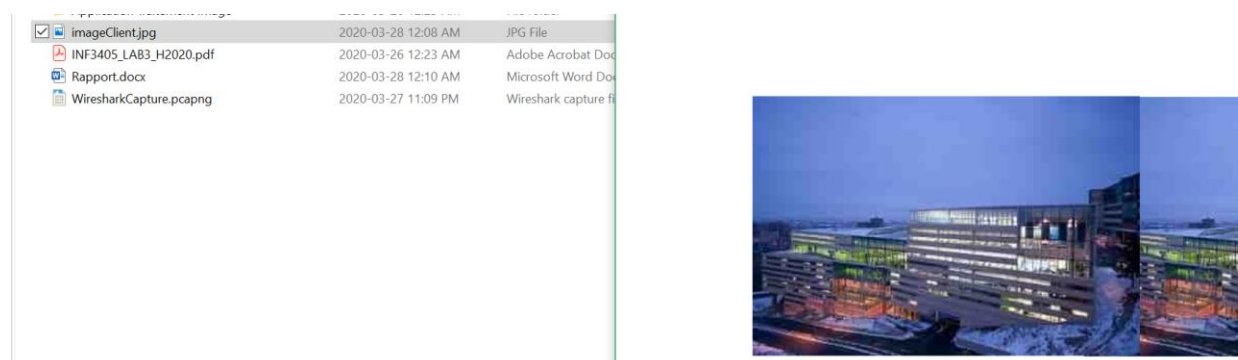 imageClient.jpg 2020-03-28 12:08 AM JPG File
INF3405_LAB3_H2020.pdf 2020-03-26 12:23 AM Adobe Acrobat Doc
Rapport.docx 2020-03-28 12:10 AM Microsoft Word Do
WiresharkCapture.pcapng 2020-03-27 11:09 PM Wireshark capture fi